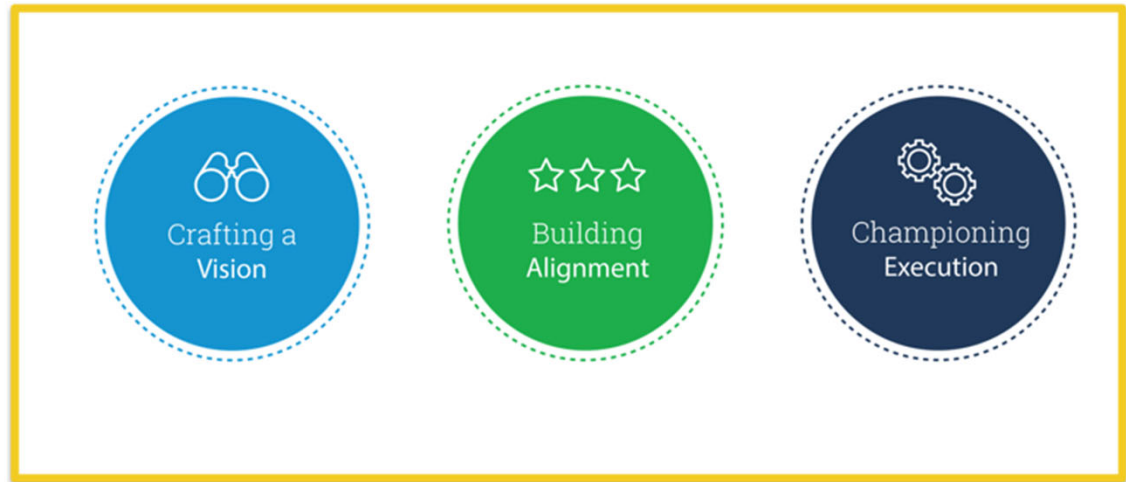 Crafting a
Vision
Building
Alignment
Championing
Execution